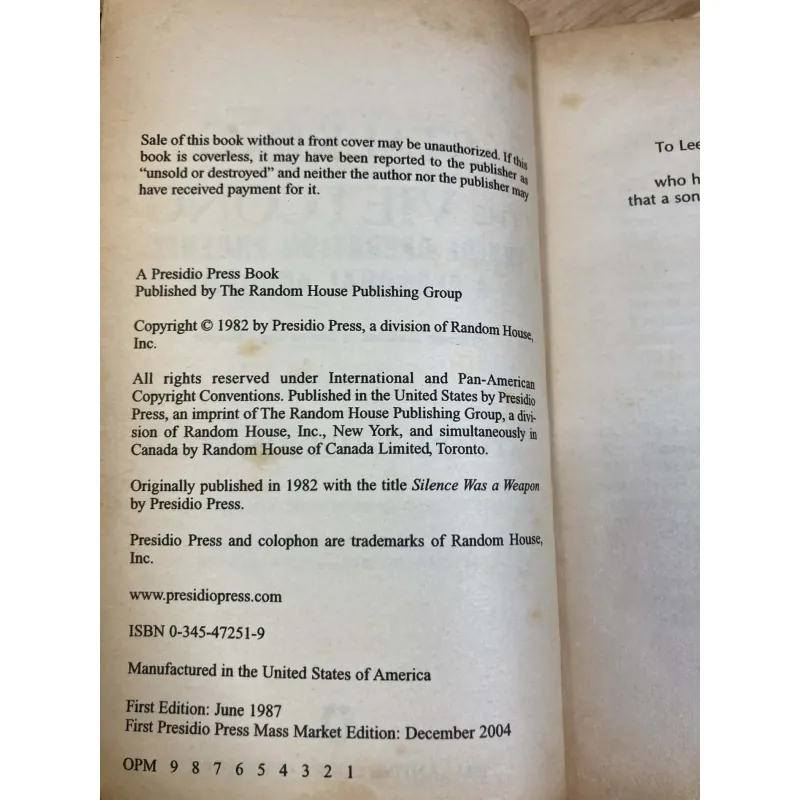 Sale of this book without a front cover may be unauthorized. If this
book is coverless, it may have been reported to the publisher as
“unsold or destroyed” and neither the author nor the publisher may
have received payment for it.
A Presidio Press Book
Published by The Random House Publishing Group
Copyright © 1982 by Presidio Press, a division of Random House,
Inc.
All rights reserved under International and Pan-American
Copyright Conventions. Published in the United States by Presidio
Press, an imprint of The Random House Publishing Group, a divi-
sion of Random House, Inc., New York, and simultaneously in
Canada by Random House of Canada Limited, Toronto.
Originally published in 1982 with the title Silence Was a Weapon
by Presidio Press.
Presidio Press and colophon are trademarks of Random House,
Inc.
www.presidiopress.com
ISBN 0-345-47251-9
Manufactured in the United States of America
First Edition: June 1987
First Presidio Press Mass Market Edition: December 2004
OPM 9 8 7 6 5 4 3 2 1
To Lee
who h
that a son